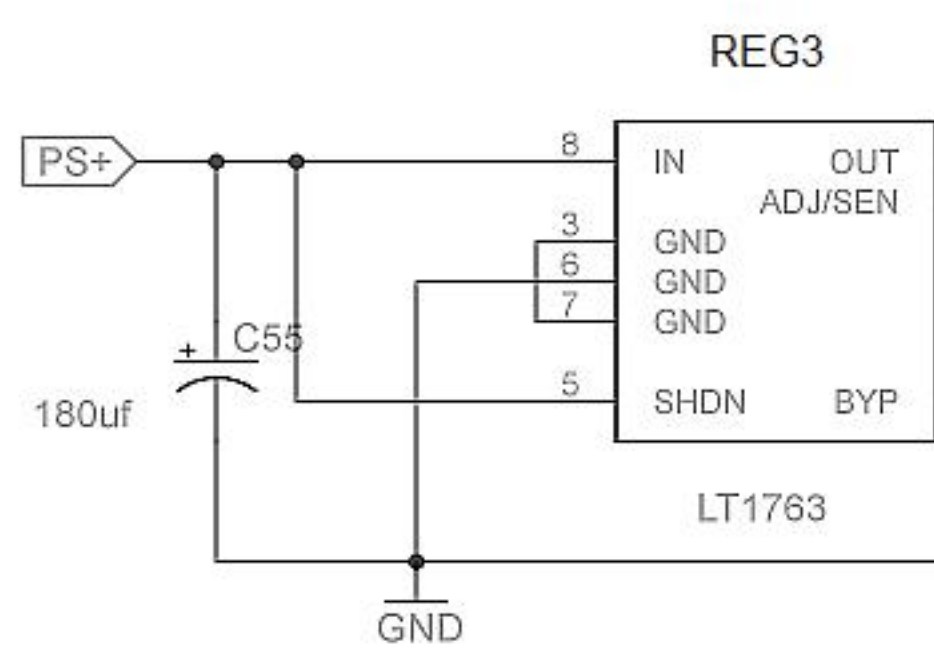 REG3
PS+
8
IN
OUT
ADJ/SEN
3
GND
6
GND
7
GND
+
C55
180uf
5
SHDN
BYP
LT1763
GND